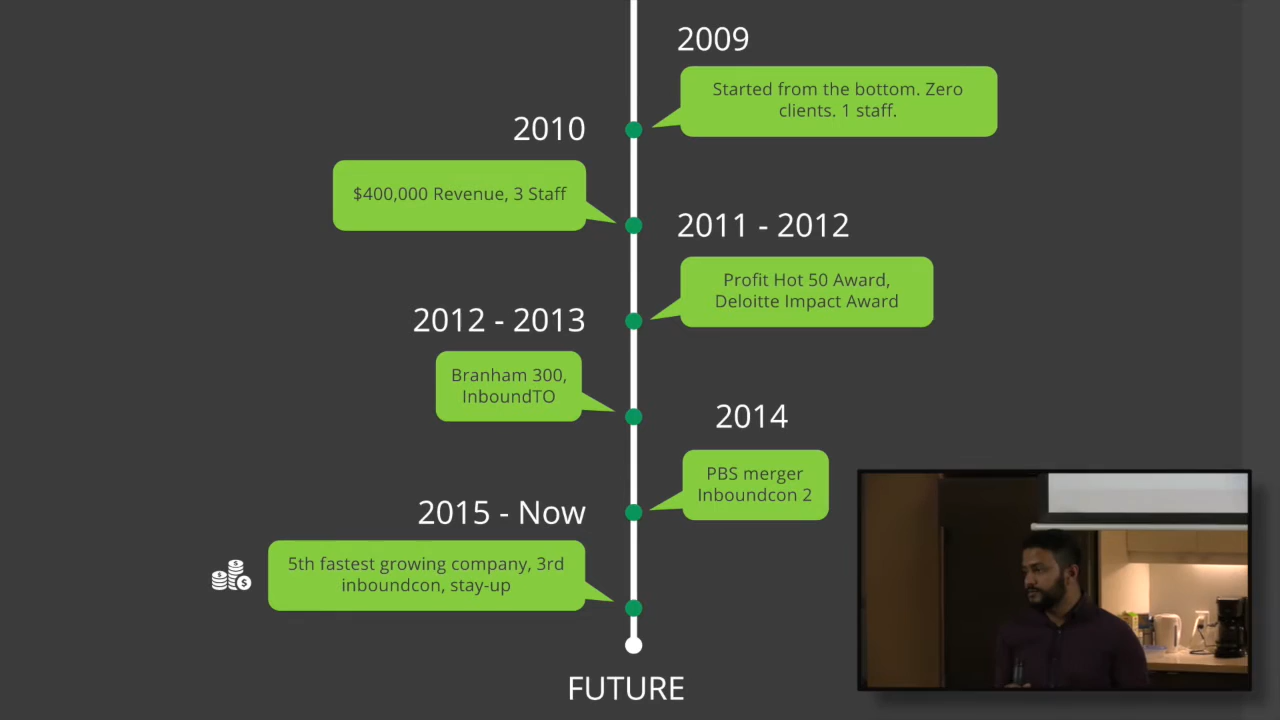 2009
Started from the bottom. Zero
clients. 1 staff.
2010
$400,000 Revenue, 3 Staff
2011 - 2012
Profit Hot 50 Award,
Deloitte Impact Award
2012 - 2013
Branham 300,
InboundTO
2014
PBS merger
Inboundcon 2
2015 - Now
5th fastest growing company, 3rd
inboundcon, stay-up
FUTURE